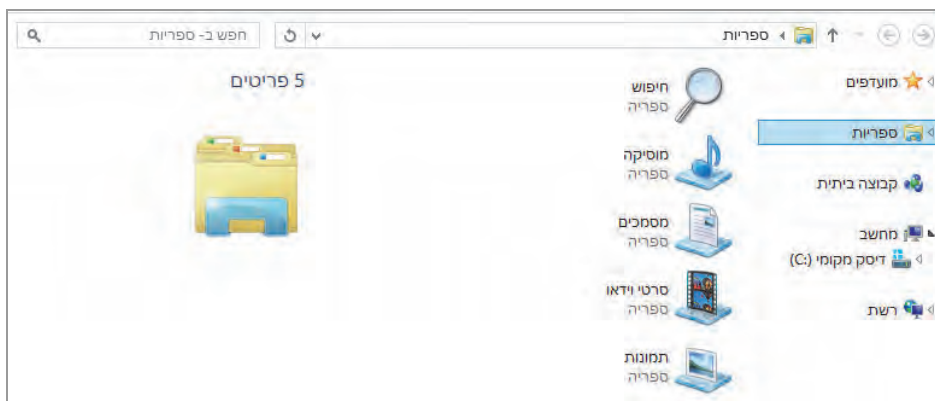 ספריות
חפש ב- ספריות
מועדפים
ספריות
קבוצה ביתית
מחשב
דיסק מקומי (C:)
רשת
חיפוש
ספריה
מוסיקה
ספריה
מסמכים
ספריה
סרטי וידאו
ספריה
תמונות
ספריה
5 פריטים